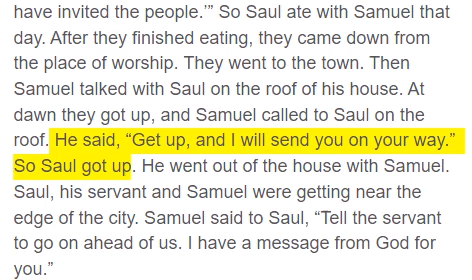 have invited the people.’” So Saul ate with Samuel that
day. After they finished eating, they came down from
the place of worship. They went to the town. Then
Samuel talked with Saul on the roof of his house. At
dawn they got up, and Samuel called to Saul on the
roof. He said, “Get up, and I will send you on your way.”
So Saul got up. He went out of the house with Samuel.
Saul, his servant and Samuel were getting near the
edge of the city. Samuel said to Saul, “Tell the servant
to go on ahead of us. I have a message from God for
you.”